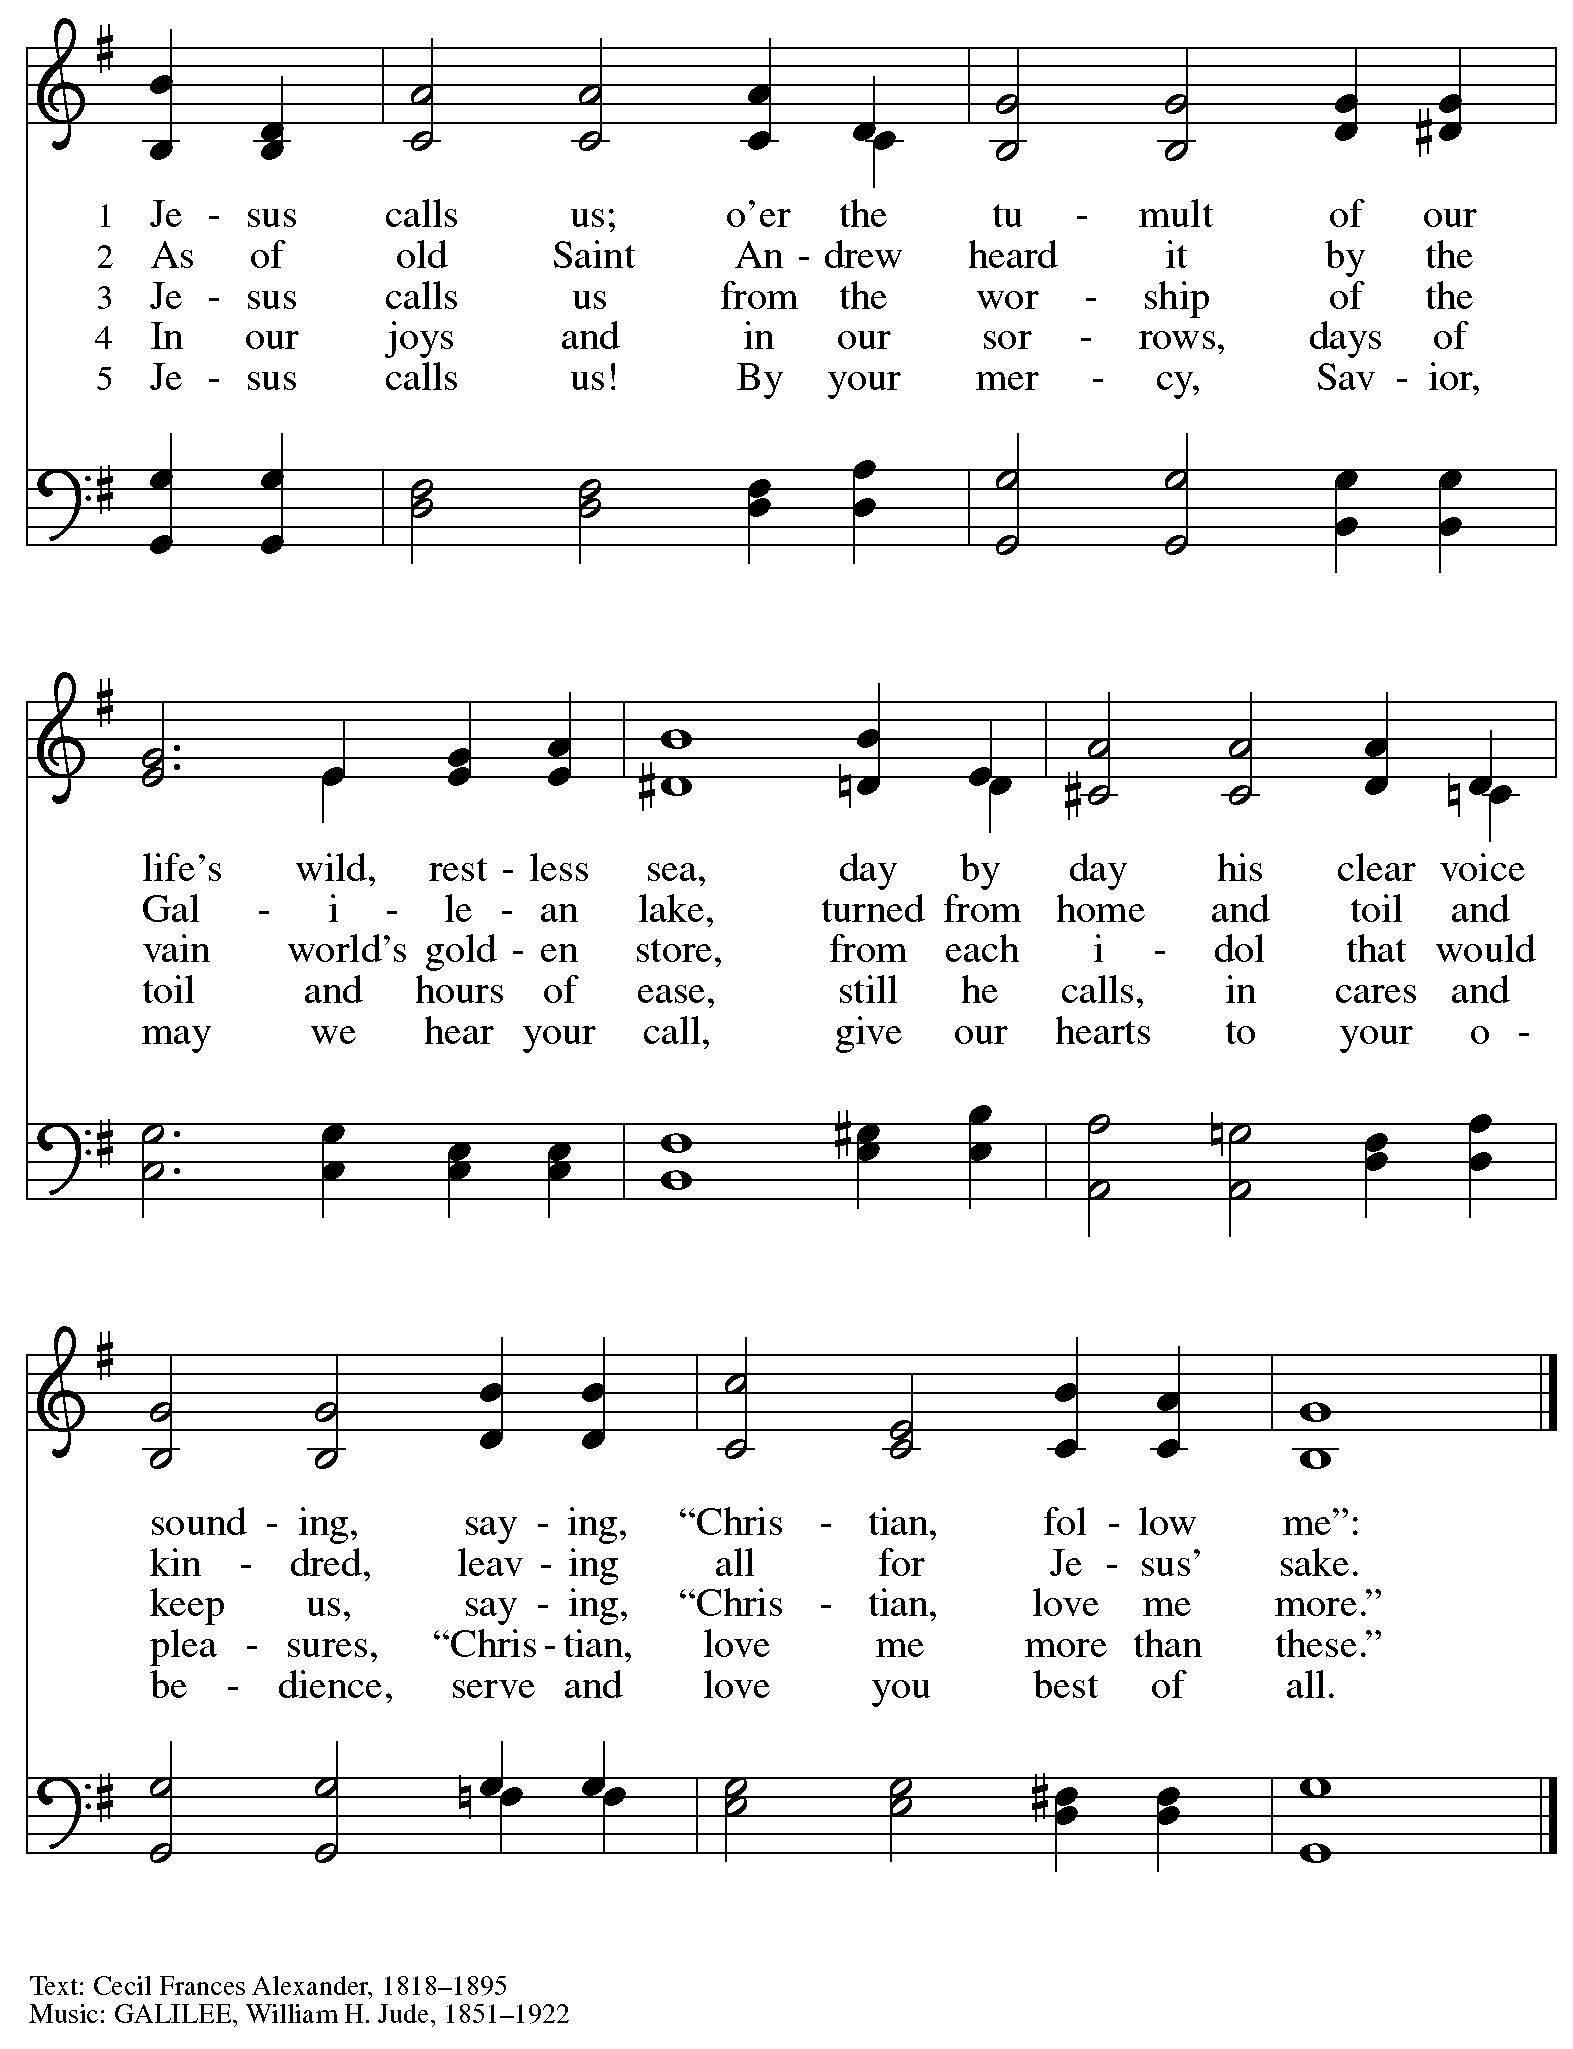 1 Je - sus calls us; o’er the tu - mult of our
2 As of old Saint An - drew heard it by the
3 Je - sus calls us from the wor - ship of the
4 In our joys and in our sor - rows, days of
5 Je - sus calls us! By your mer - cy, Sav - ior,
life’s wild, rest - less sea, day by day his clear voice
Gal - i - le - an lake, turned from home and toil and
vain world’s gold - en store, from each i - dol that would
toil and hours of ease, still he calls, in cares and
may we hear your call, give our hearts to your o -
sound - ing, say - ing, “Chris - tian, fol - low me”:
kin - dred, leav - ing all for Je - sus’ sake.
keep us, say - ing, “Chris - tian, love me more.”
plea - sures, “Chris - tian, love me more than these.”
be - dience, serve and love you best of all.
Text: Cecil Frances Alexander, 1818–1895
Music: GALILEE, William H. Jude, 1851–1922